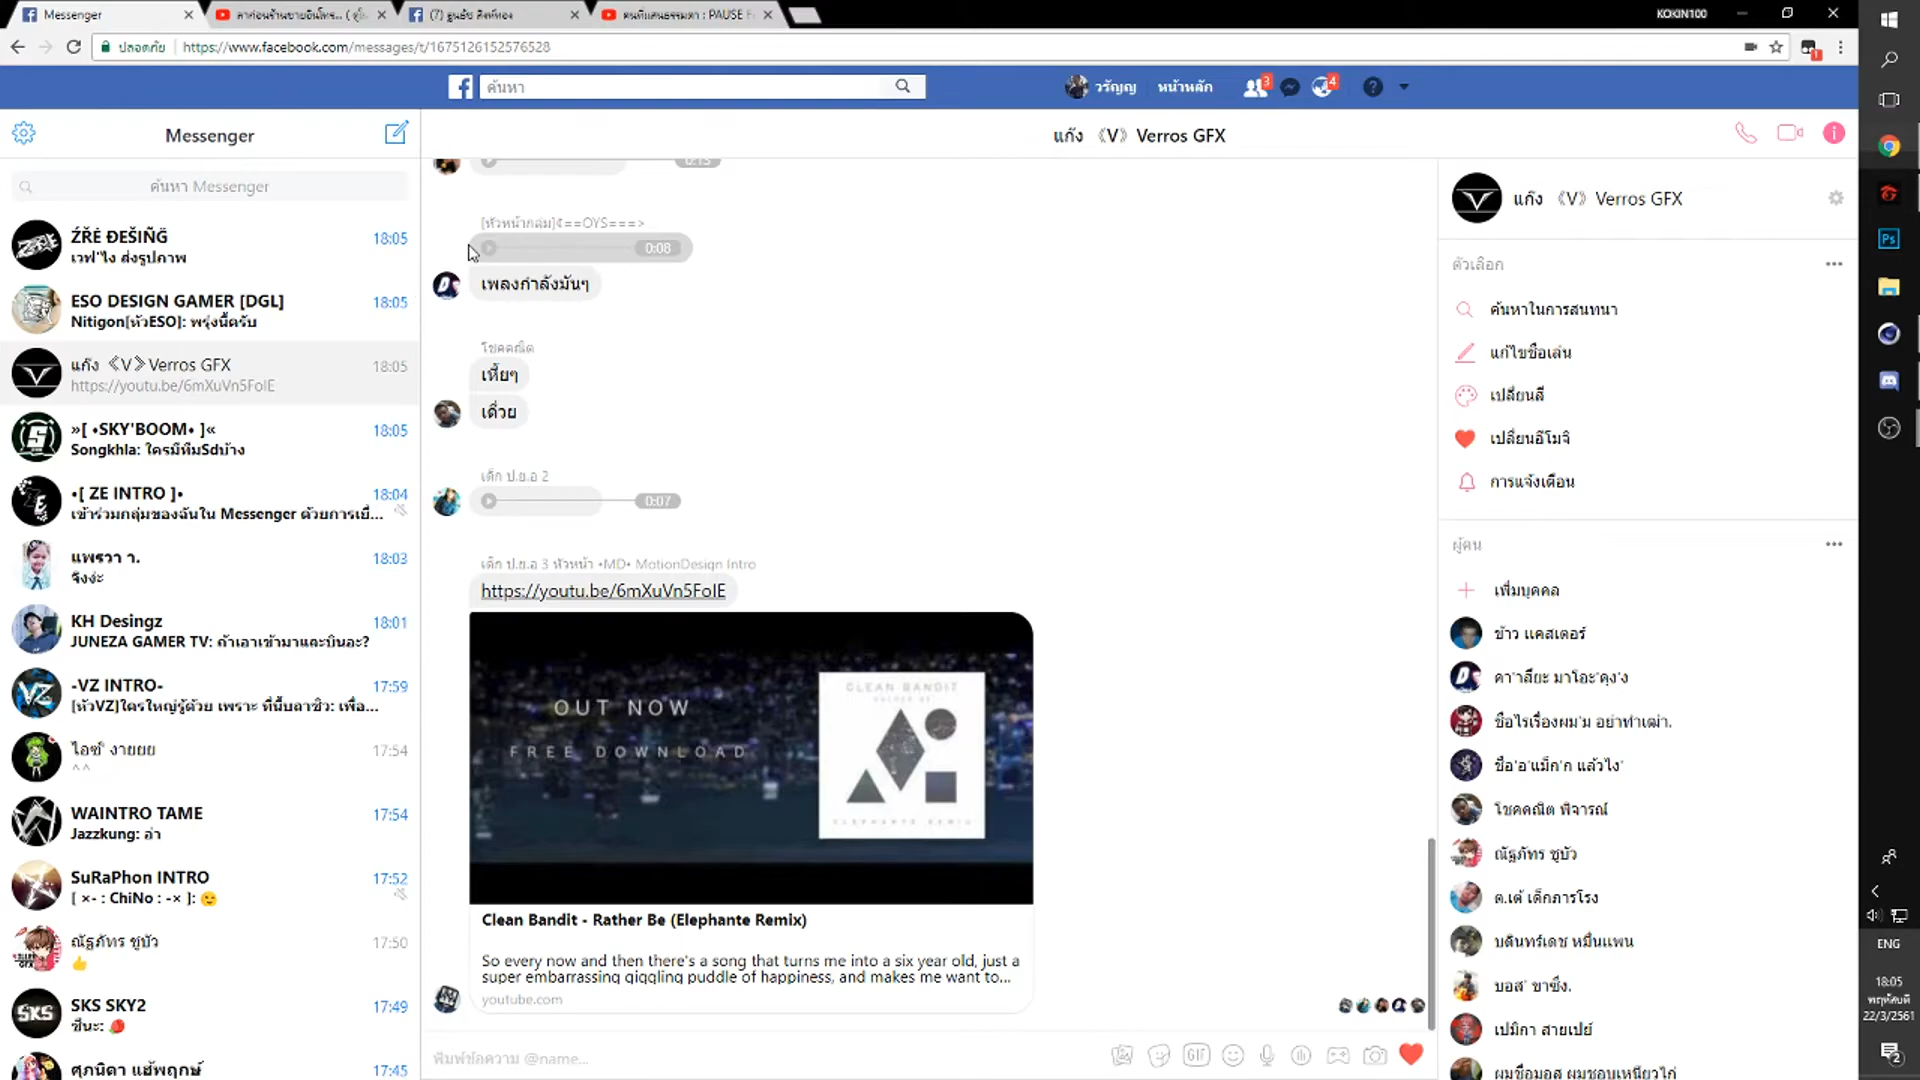 Messenger
ลาก่อนร้านขายอินโทร... ( ตู้เ
(7) ฐนธัช สิงห์ทอง
คนที่แสนธรรมดา : PAUSE F
KOKIN100
ปลอดภัย
https://www.facebook.com/messages/t/1675126152576528
1
ค้นหา
วรัญญู
หน้าหลัก
3
4
Messenger
แก๊ง 《V》 Verros GFX
ค้นหา Messenger
ŹŘÉ ĐEŠIÑĞ
18:05
เวฟ'ไง ส่งรูปภาพ
ESO DESIGN GAMER [DGL]
18:05
Nitigon[หัวESO]: พรุ่งนี้ครับ
แก๊ง 《V》Verros GFX
18:05
https://youtu.be/6mXuVn5FoIE
»[ •SKY'BOOM• ]«
18:05
Songkhla: ใครมีทีมSdบ้าง
•[ ZE INTRO ]•
18:04
เข้าร่วมกลุ่มของฉันใน Messenger ด้วยการเยี่...
แพรวา า.
18:03
จิงง่ะ
KH Desingz
18:01
JUNEZA GAMER TV: ถ้าเอาเข้ามาแตะบินอะ?
-VZ INTRO-
17:59
[หัวVZ]ใครใหญ่รู้ด้วย เพราะ ที่นี้บลาซิว: เพื่อ...
ไอซ์ งายยย
17:54
^^
WAINTRO TAME
17:54
Jazzkung: อ่า
SuRaPhon INTRO
17:52
[ ×- : ChiNo : -× ]: 😉
ณัฐภัทร ชูบัว
17:50
👍
SKS SKY2
17:49
ศุภนิดา แฮ้พฤกษ์
17:45
0:15
[หัวหน้ากลุ่ม]¢==OYS===>
0:08
เพลงกำลังมันๆ
โชคคณิต
เหี้ยๆ
เดี่วย
เด็ก ป.ย.อ 2
0:07
เด็ก ป.ย.อ 3 หัวหน้า •MD• MotionDesign Intro
https://youtu.be/6mXuVn5FoIE
OUT NOW
FREE DOWNLOAD
CLEAN BANDIT
RATHER BE
ELEPHANTE REMIX
Clean Bandit - Rather Be (Elephante Remix)
So every now and then there's a song that turns me into a six year old, just a
super embarrassing giggling puddle of happiness, and makes me want to...
youtube.com
พิมพ์ข้อความ @name...
GIF
แก๊ง 《V》 Verros GFX
ตัวเลือก
ค้นหาในการสนทนา
แก้ไขชื่อเล่น
เปลี่ยนสี
เปลี่ยนอีโมจิ
การแจ้งเตือน
ผู้คน
เพิ่มบุคคล
ข้าว แคสเตอร์
ชื่อไรเรื่องผม'ม อย่าทำเฒ่า.
ชื่อ'อ'แม็ก'ก แล้วไง'
โชคคณิต พิจารณ์
ณัฐภัทร ชูบัว
ต.เต้ เด็กภารโรง
บดินทร์เดช หมื่นแพน
บอส' ขาซิ่ง.
เปมิกา สายเปย์
ผมชื่อมอส ผมชอบเหนียวไก่
Ps
ENG
18:05
พฤหัสบดี
22/3/2561
2